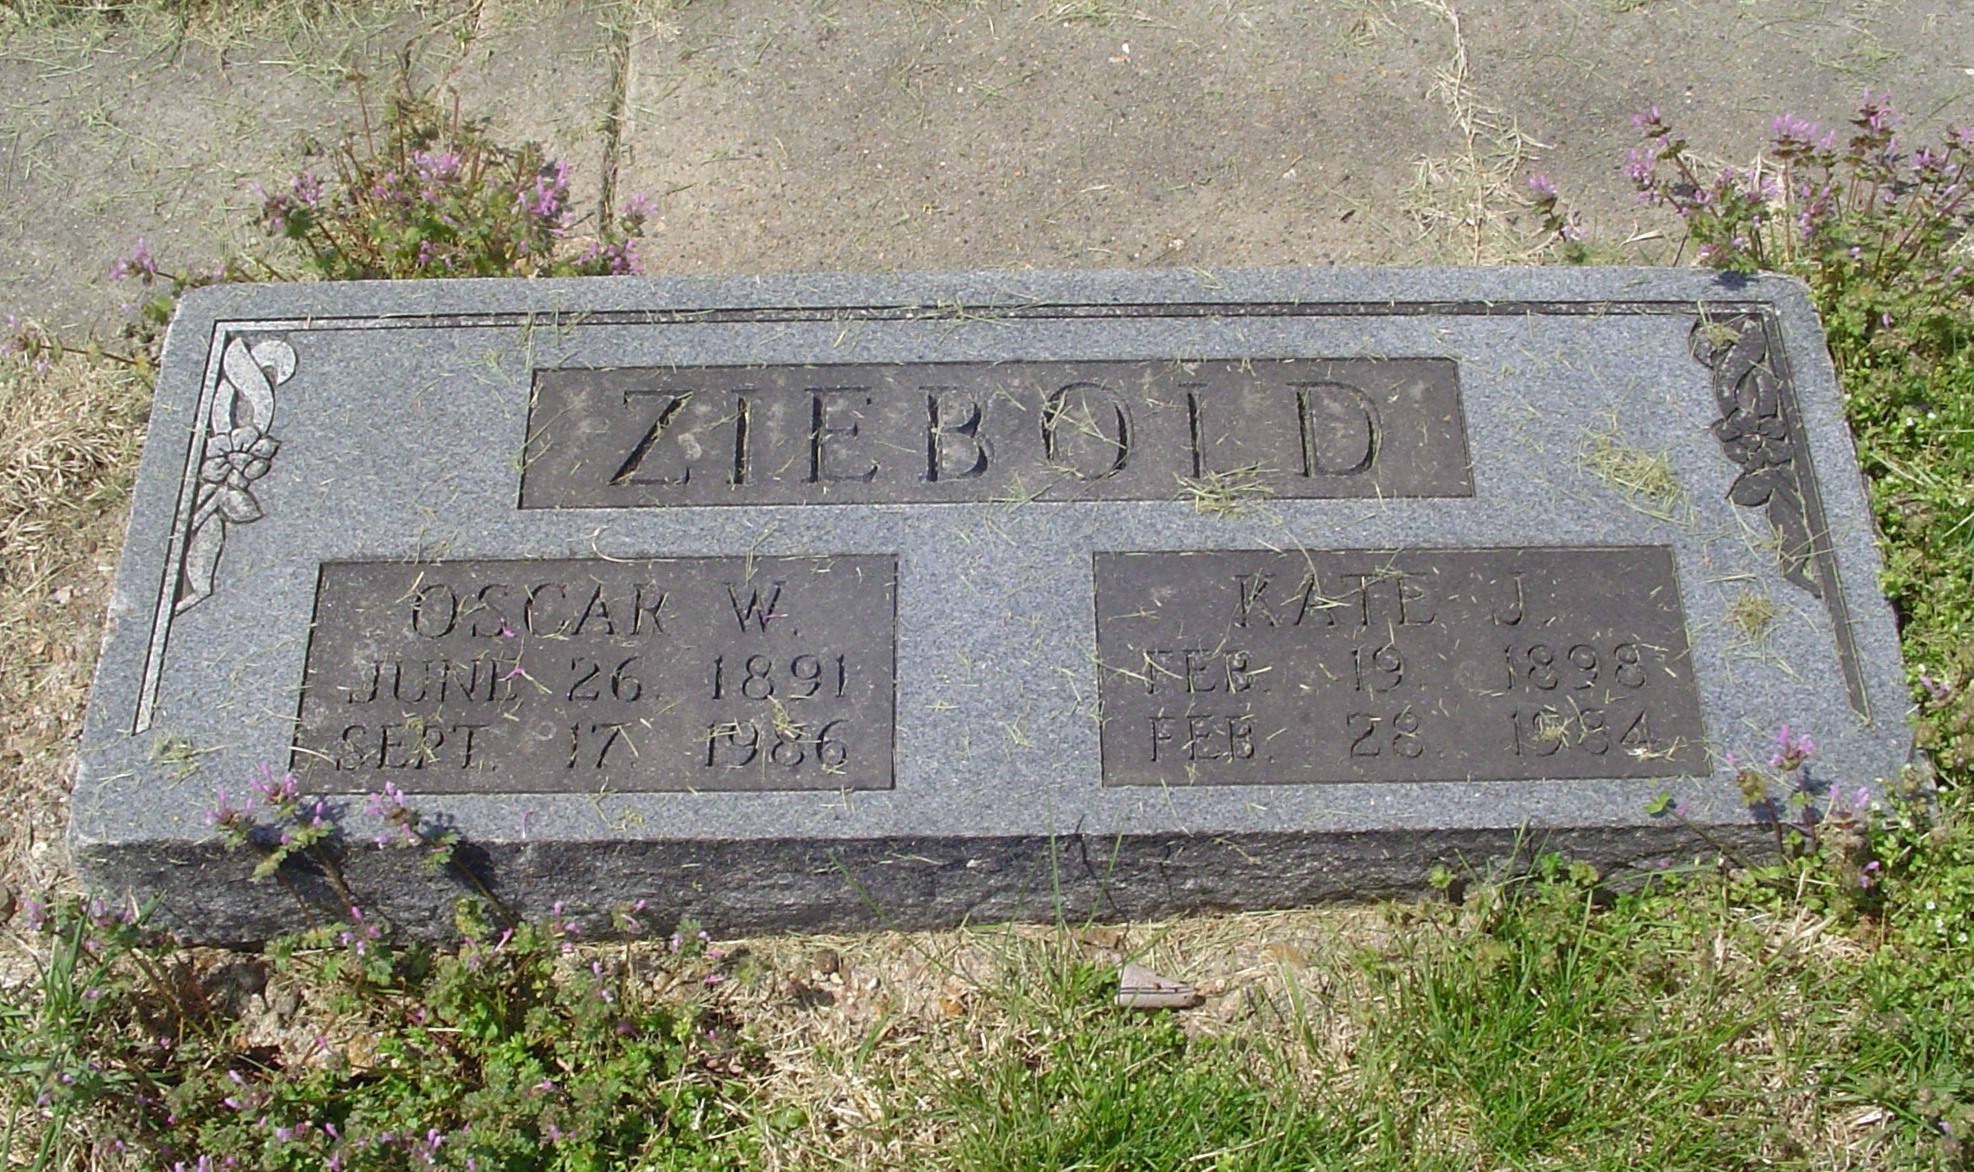 ZIEBOLD
OSCAR W.
JUNE 26. 1891
SEPT. 17. 1986
KATE J.
FEB. 19. 1898
FEB. 28. 1984